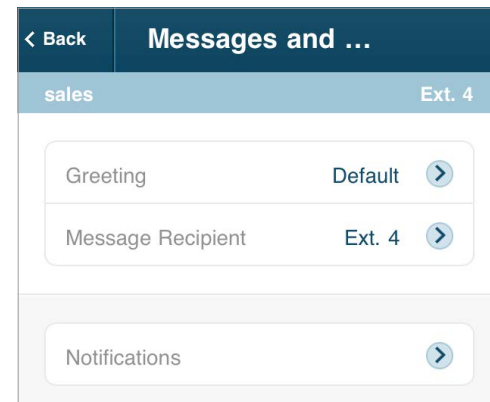 Back Messages and ...
sales Ext. 4
Greeting Default
Message Recipient Ext. 4
Notifications